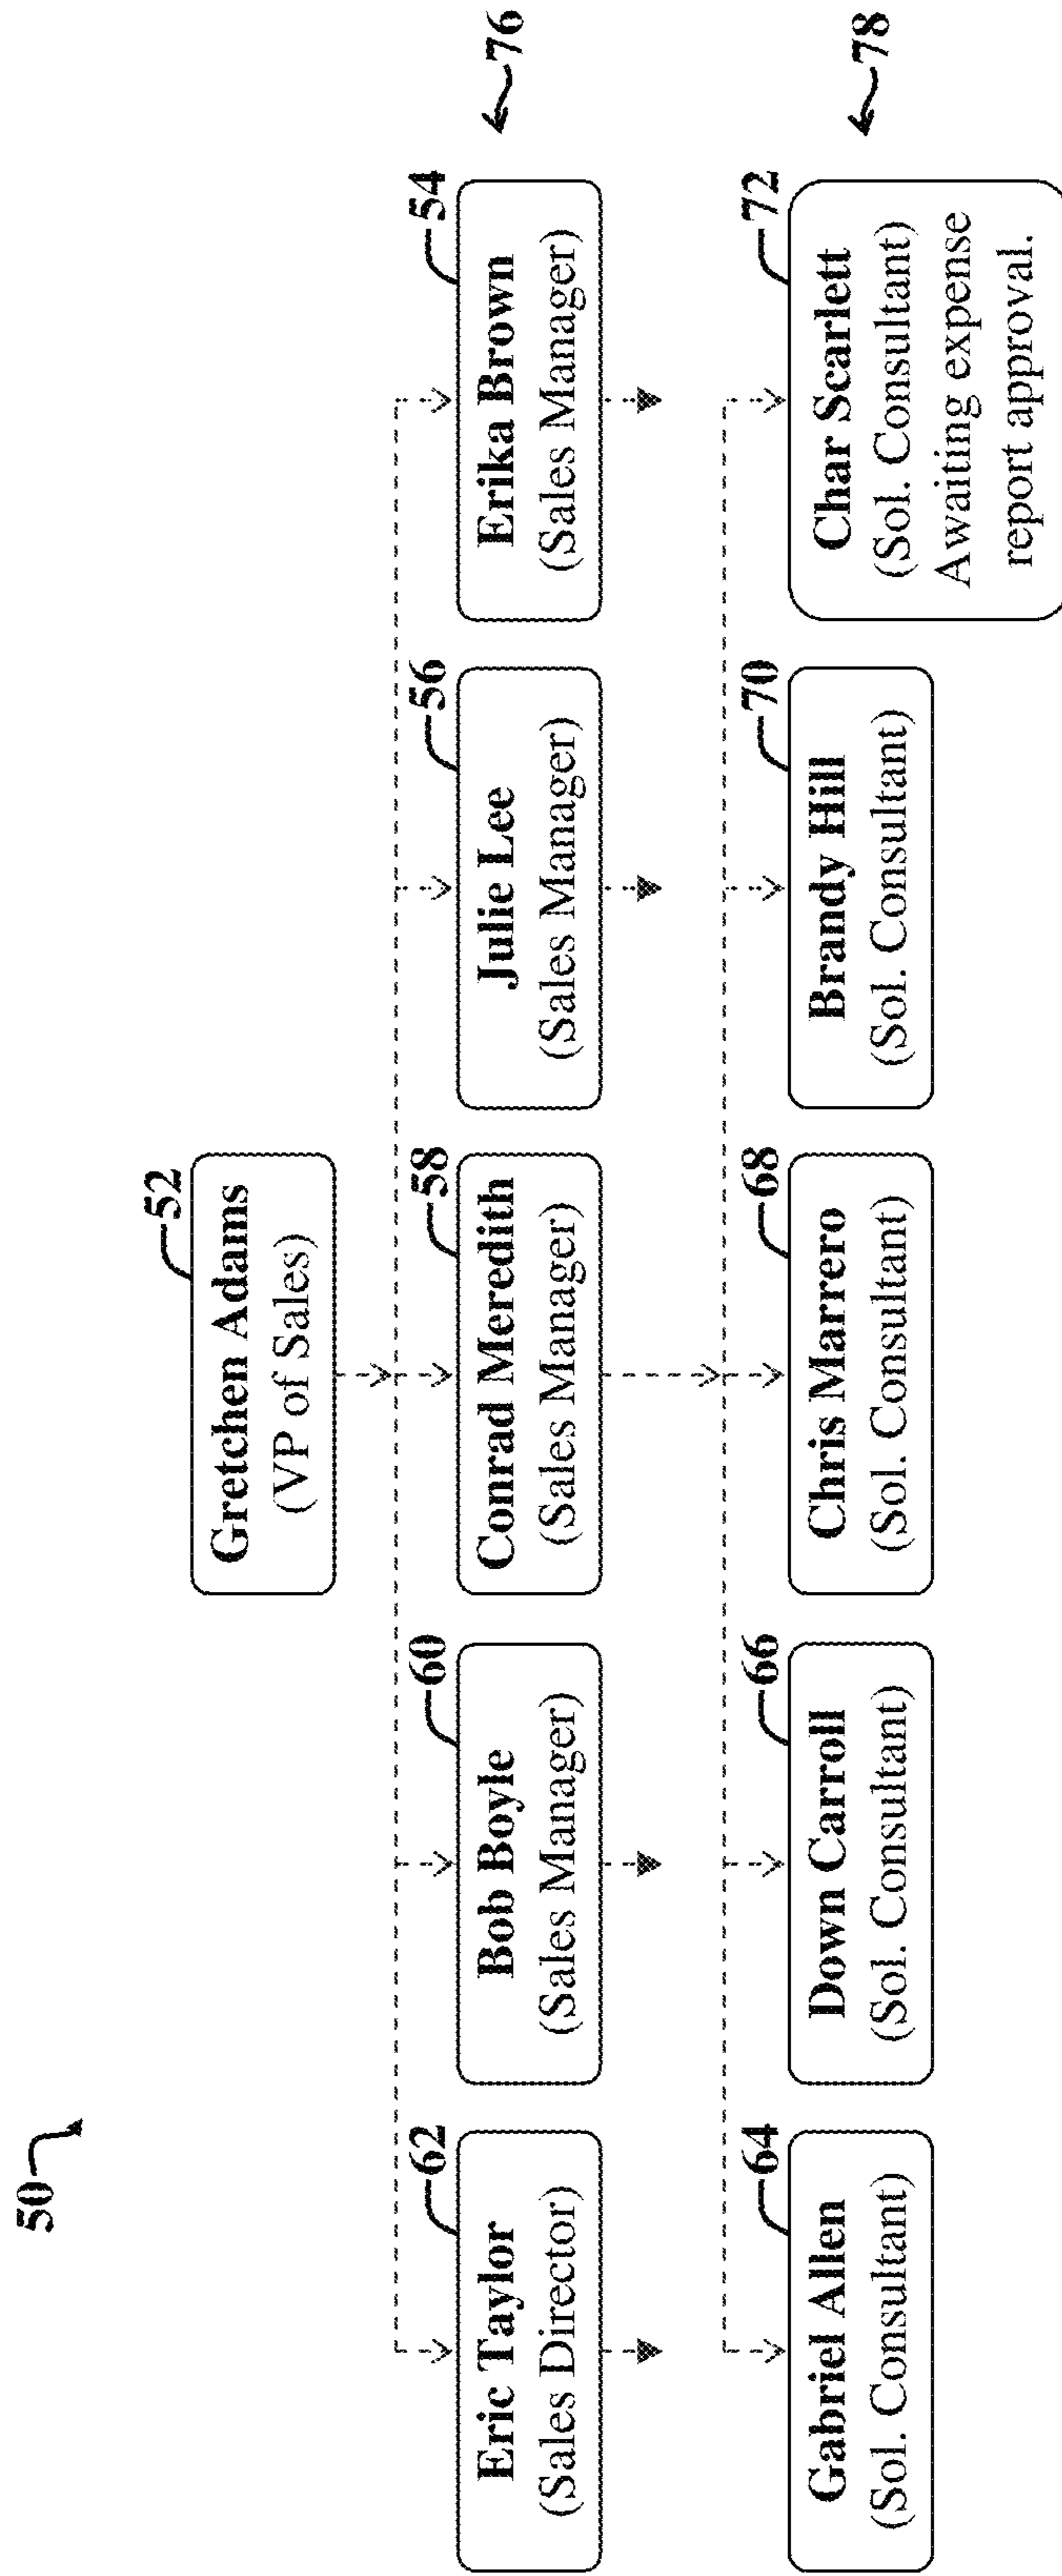 50
52
Gretchen Adams
(VP of Sales)
76
62
Eric Taylor
(Sales Director)
60
Bob Boyle
(Sales Manager)
58
Conrad Meredith
(Sales Manager)
56
Julie Lee
(Sales Manager)
54
Erika Brown
(Sales Manager)
78
64
Gabriel Allen
(Sol. Consultant)
66
Down Carroll
(Sol. Consultant)
68
Chris Marrero
(Sol. Consultant)
70
Brandy Hill
(Sol. Consultant)
72
Char Scarlett
(Sol. Consultant)
Awaiting expense
report approval.